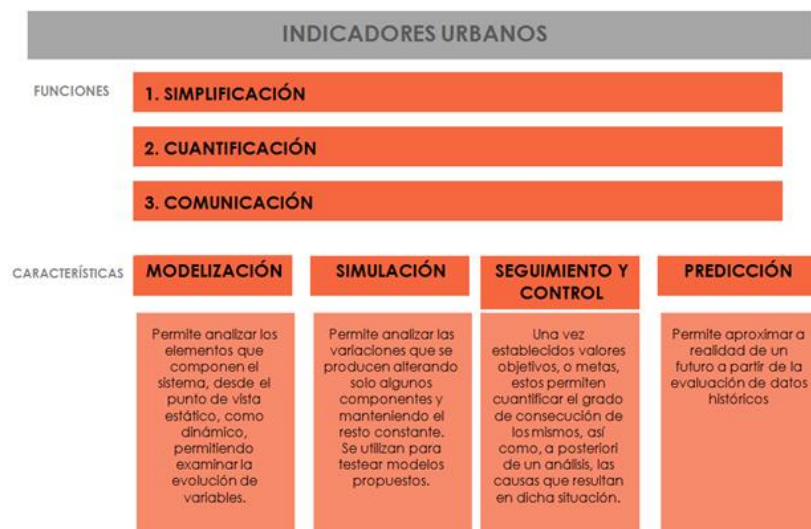 INDICADORES URBANOS
FUNCIONES
1. SIMPLIFICACIÓN
2. CUANTIFICACIÓN
3. COMUNICACIÓN
CARACTERÍSTICAS
MODELIZACIÓN
Permite analizar los
elementos que
componen el
sistema, desde el
punto de vista
estático, como
dinámico,
permitiendo
examinar la
evolución de
variables.
SIMULACIÓN
Permite analizar las
variaciones que se
producen alterando
solo algunos
componentes y
manteniendo el
resto constante.
Se utilizan para
testear modelos
propuestos.
SEGUIMIENTO Y
CONTROL
Una vez
establecidos valores
objetivos, o metas,
estos permiten
cuantificar el grado
de consecución de
los mismos, así
como, a posteriori
de un análisis, las
causas que resultan
en dicha situación.
PREDICCIÓN
Permite aproximar a
realidad de un
futuro a partir de la
evaluación de datos
históricos